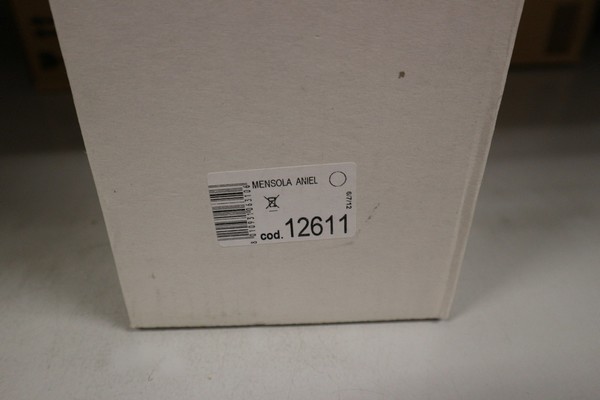 MENSOLA ANIEL
cod. 12611